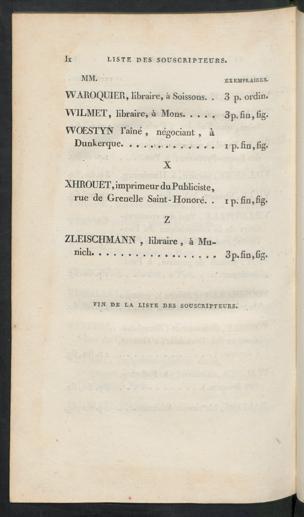 lx LISTE DES SOUSCRIPTEURS.
MM. EXEMPLAIRES.
WAROQUIER, libraire, à Soissons. . 3 p. ordin.
WILMET, libraire, à Mons. . . . . 3 p. fin, fig.
WOESTYN l'aîné, négociant, à
Dunkerque. . . . . . . . . . . . . 1 p. fin, fig.
X
XHROUET, imprimeur du Publiciste,
rue de Grenelle Saint-Honoré. . 1 p. fin, fig.
Z
ZLEISCHMANN, libraire, à Mu-
nich. . . . . . . . . . . . . . . . . 3 p. fin, fig.
FIN DE LA LISTE DES SOUSCRIPTEURS.